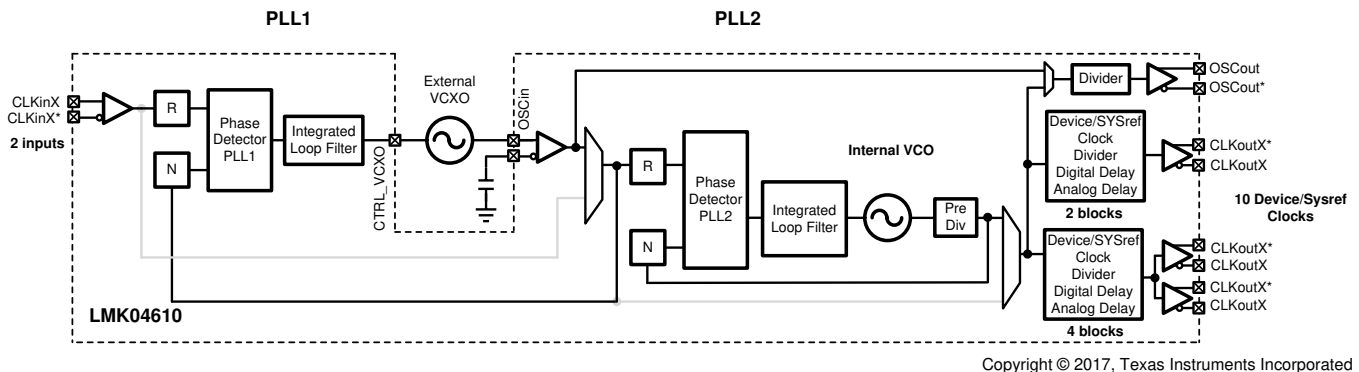 PLL1
PLL2
CLKinX
CLKinX*
2 inputs
R
N
Phase
Detector
PLL1
Integrated
Loop Filter
CTRL_VCXO
External
VCXO
OSCin
R
N
Phase
Detector
PLL2
Integrated
Loop Filter
Internal VCO
Pre
Div
Divider
OSCout
OSCout*
Device/SYSref
Clock
Divider
Digital Delay
Analog Delay
2 blocks
CLKoutX*
CLKoutX
10 Device/Sysref
Clocks
Device/SYSref
Clock
Divider
Digital Delay
Analog Delay
4 blocks
CLKoutX*
CLKoutX
CLKoutX*
CLKoutX
LMK04610
Copyright © 2017, Texas Instruments Incorporated